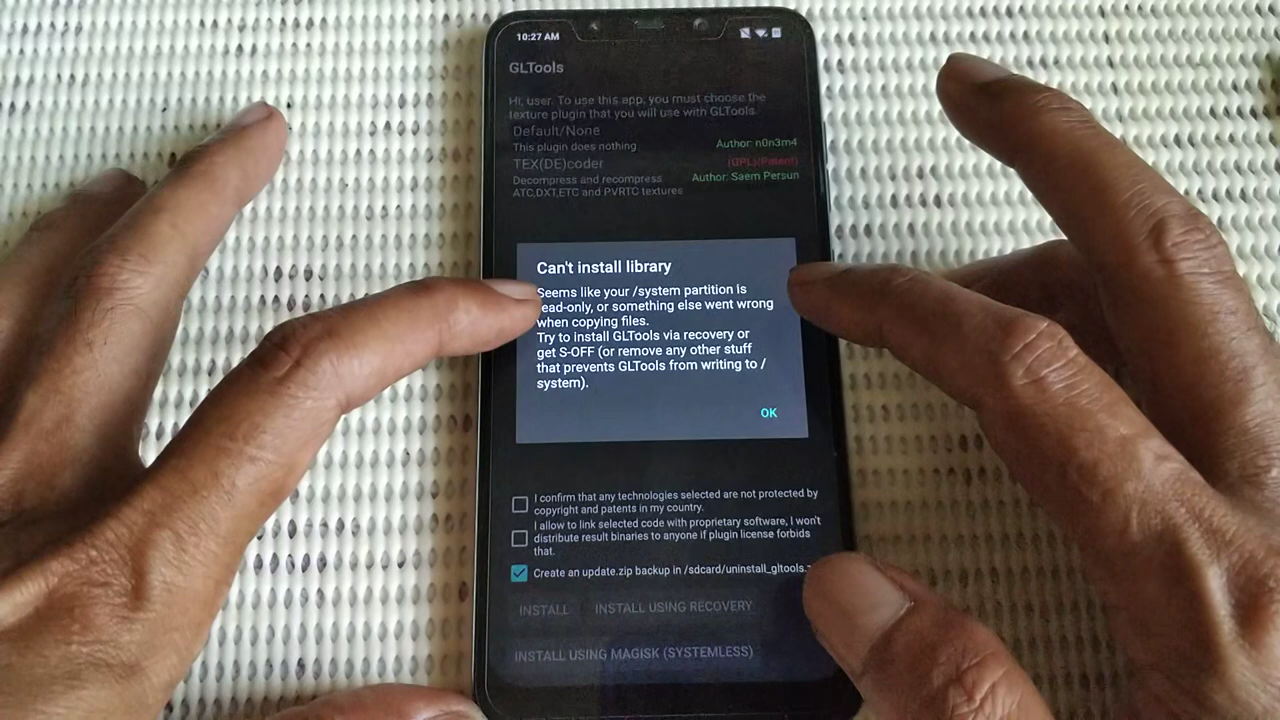 10:27 AM
GLTools
Hi, user. To use this app, you must choose the
texture plugin that you will use with GLTools.
Default/None
This plugin does nothing
Author: n0n3m4
TEX(DE)coder
(GPL)/Patent)
Decompress and recompress
ATC,DXT,ETC and PVRTC textures
Author: Saem Persun
Can't install library
Seems like your /system partition is
read-only, or something else went wrong
when copying files.
Try to install GLTools via recovery or
get S-OFF (or remove any other stuff
that prevents GLTools from writing to /
system).
OK
I confirm that any technologies selected are not protected by
copyright and patents in my country.
I allow to link selected code with proprietary software, I won't
distribute result binaries to anyone if plugin license forbids
that.
Create an update.zip backup in /sdcard/uninstall_gltools.z
INSTALL
INSTALL USING RECOVERY
INSTALL USING MAGISK (SYSTEMLESS)